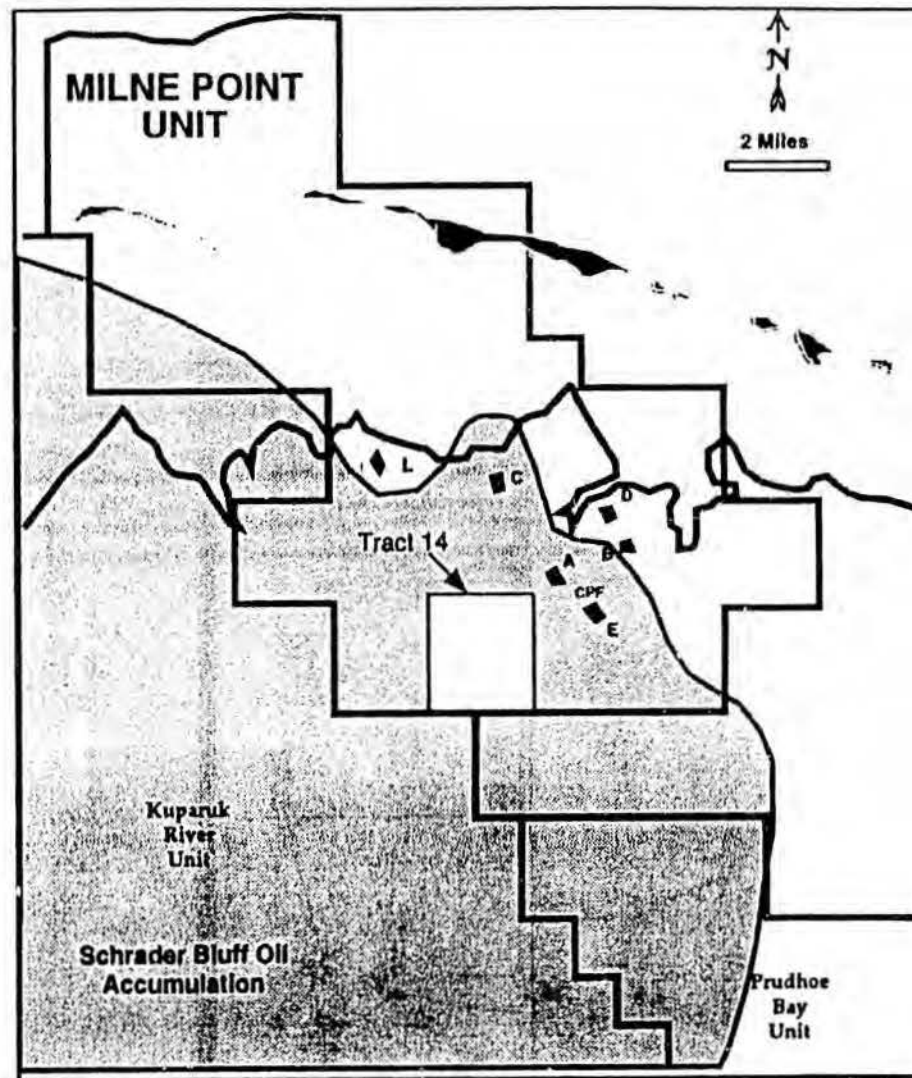 MILNE POINT
UNIT
N
2 Miles
L
C
D
Tract 14
B
A
CPF
E
Kuparuk
River
Unit
Schrader Bluff Oil
Accumulation
Prudhoe
Bay
Unit